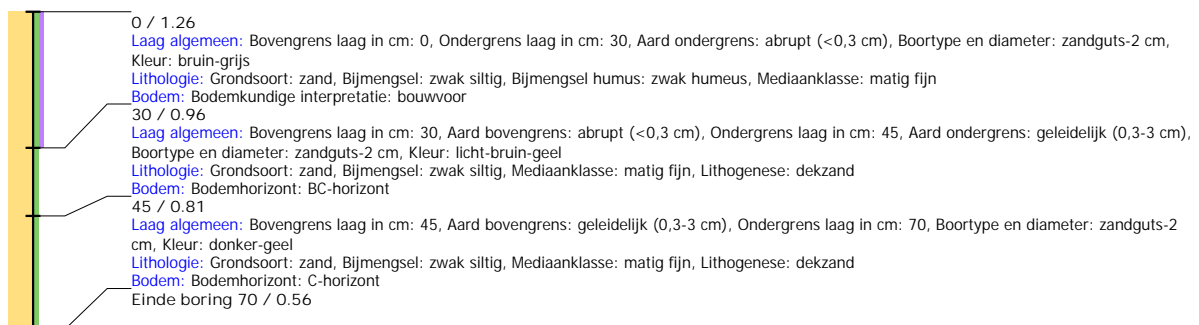 0 / 1.26
Laag algemeen: Bovengrens laag in cm: 0, Ondergrens laag in cm: 30, Aard ondergrens: abrupt (<0,3 cm), Boortype en diameter: zandguts-2 cm,
Kleur: bruin-grijs
Lithologie: Grondsoort: zand, Bijmengsel: zwak siltig, Bijmengsel humus: zwak humeus, Mediaanklasse: matig fijn
Bodem: Bodemkundige interpretatie: bouwvoor
30 / 0.96
Laag algemeen: Bovengrens laag in cm: 30, Aard bovengrens: abrupt (<0,3 cm), Ondergrens laag in cm: 45, Aard ondergrens: geleidelijk (0,3-3 cm),
Boortype en diameter: zandguts-2 cm, Kleur: licht-bruin-geel
Lithologie: Grondsoort: zand, Bijmengsel: zwak siltig, Mediaanklasse: matig fijn, Lithogenese: dekzand
Bodem: Bodemhorizont: BC-horizont
45 / 0.81
Laag algemeen: Bovengrens laag in cm: 45, Aard bovengrens: geleidelijk (0,3-3 cm), Ondergrens laag in cm: 70, Boortype en diameter: zandguts-2
cm, Kleur: donker-geel
Lithologie: Grondsoort: zand, Bijmengsel: zwak siltig, Mediaanklasse: matig fijn, Lithogenese: dekzand
Bodem: Bodemhorizont: C-horizont
Einde boring 70 / 0.56